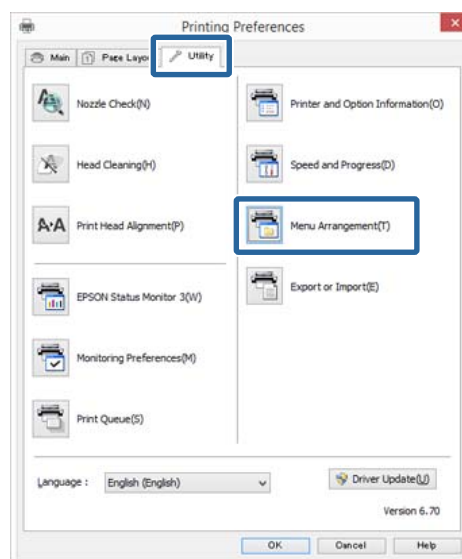 Printing Preferences
Main Page Layou Utility
Nozzle Check(N)
Printer and Option Information(O)
Head Cleaning(H)
Speed and Progress(D)
A·A Print Head Alignment(P)
Menu Arrangement(T)
EPSON Status Monitor 3(W)
Export or Import(E)
Monitoring Preferences(M)
Print Queue(S)
Language : English (English)
Driver Update(U)
Version 6.70
OK Cancel Help